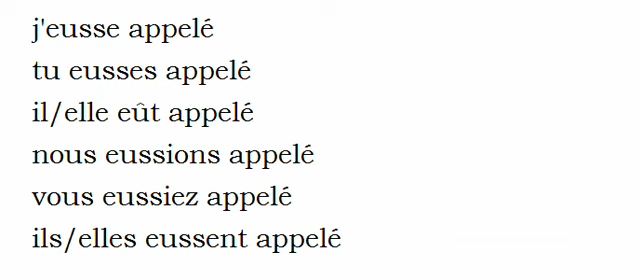 j'eusse appelé
tu eusses appelé
il/elle eût appelé
nous eussions appelé
vous eussiez appelé
ils/elles eussent appelé